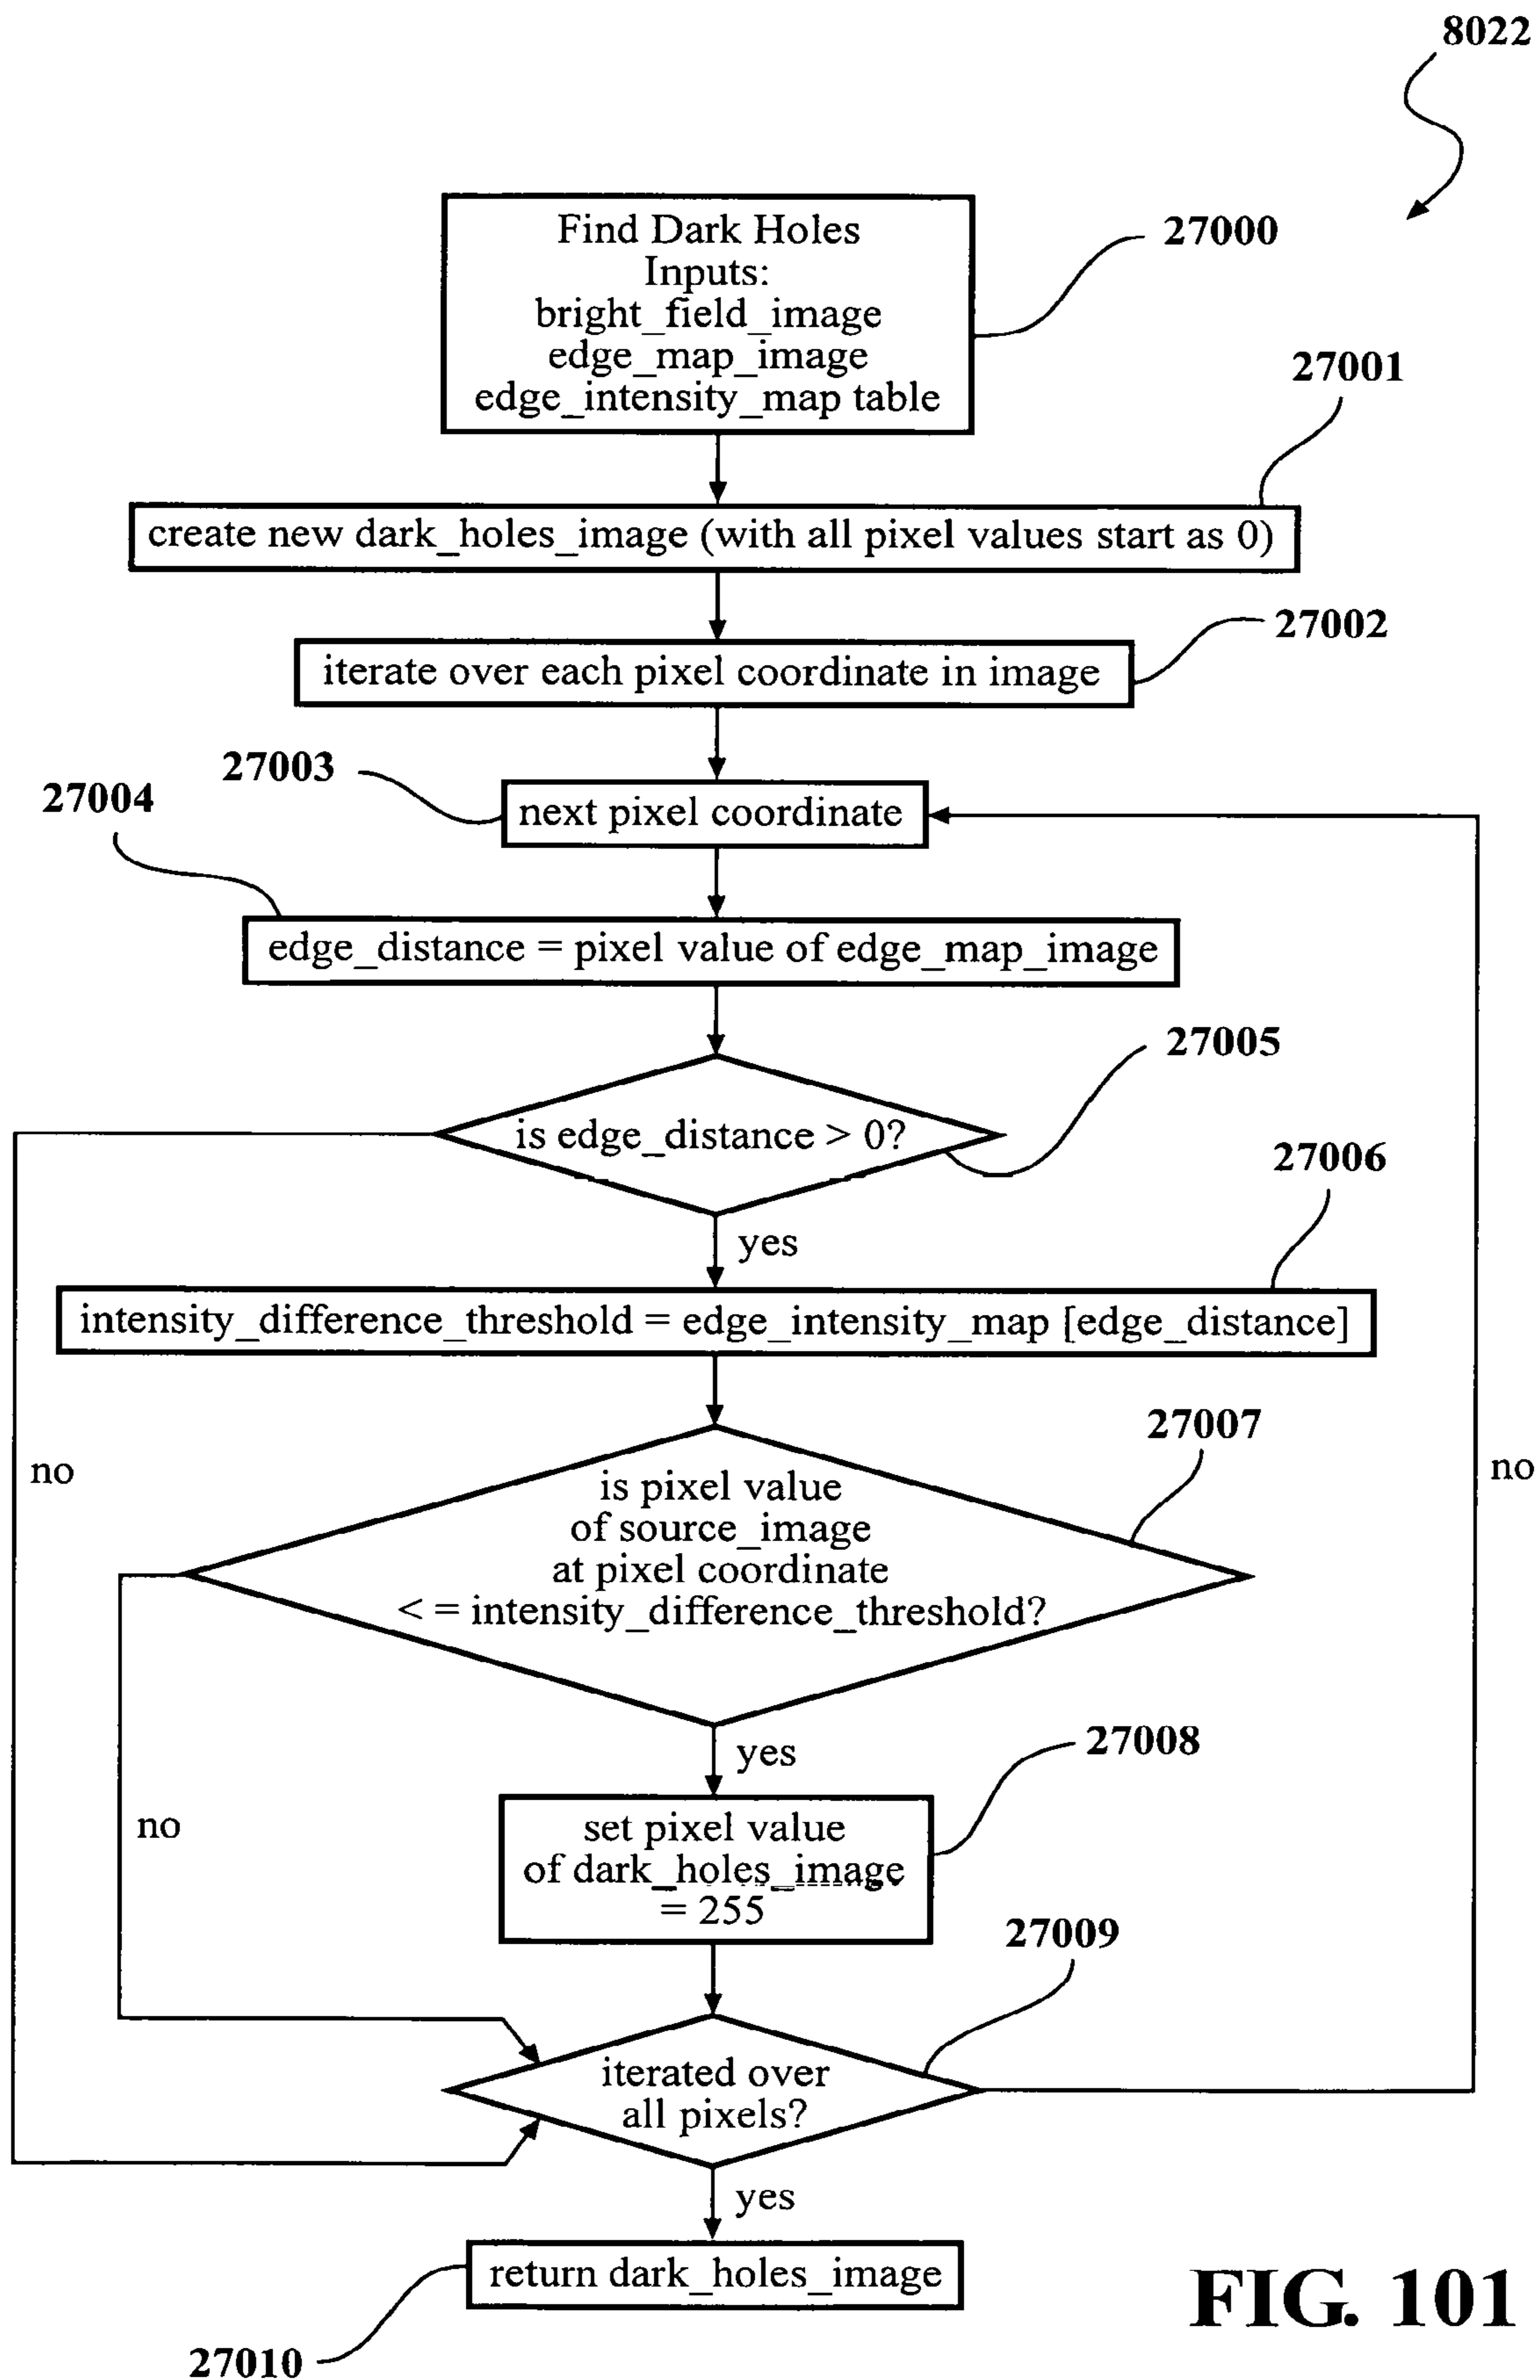 8022
Find Dark Holes
Inputs:
bright_field_image
edge_map_image
edge_intensity_map table
27000
27001
create new dark_holes_image (with all pixel values start as 0)
27002
iterate over each pixel coordinate in image
27003
next pixel coordinate
27004
edge_distance = pixel value of edge_map_image
27005
is edge_distance > 0?
27006
yes
intensity_difference_threshold = edge_intensity_map [edge_distance]
27007
no
no
is pixel value
of source_image
at pixel coordinate
< = intensity_difference_threshold?
yes
27008
no
set pixel value
of dark_holes_image
= 255
27009
iterated over
all pixels?
yes
return dark_holes_image
27010
FIG. 101